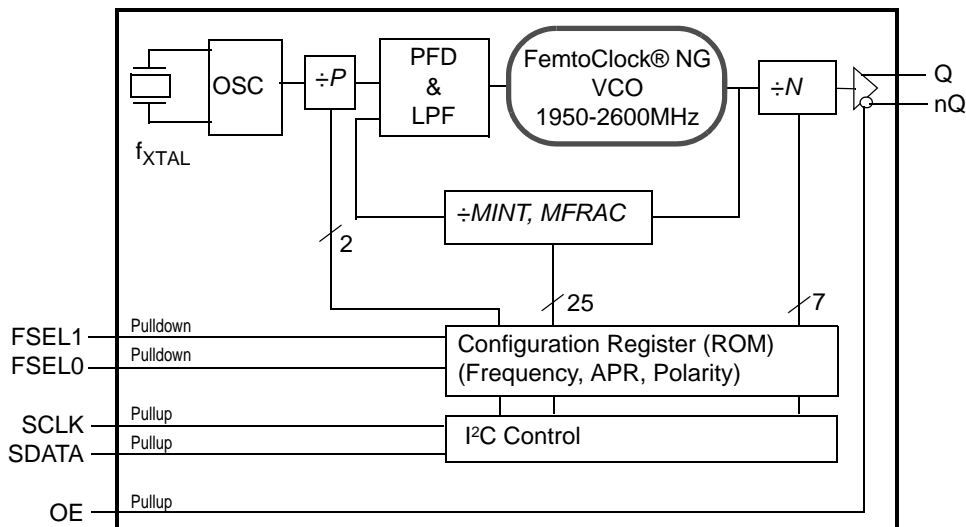 OSC
f_XTAL
÷P
PFD
&
LPF
FemtoClock® NG
VCO
1950-2600MHz
÷N
Q
nQ
÷MINT, MFRAC
2
25
7
FSEL1
Pulldown
FSEL0
Pulldown
Configuration Register (ROM)
(Frequency, APR, Polarity)
SCLK
Pullup
SDATA
Pullup
I²C Control
OE
Pullup